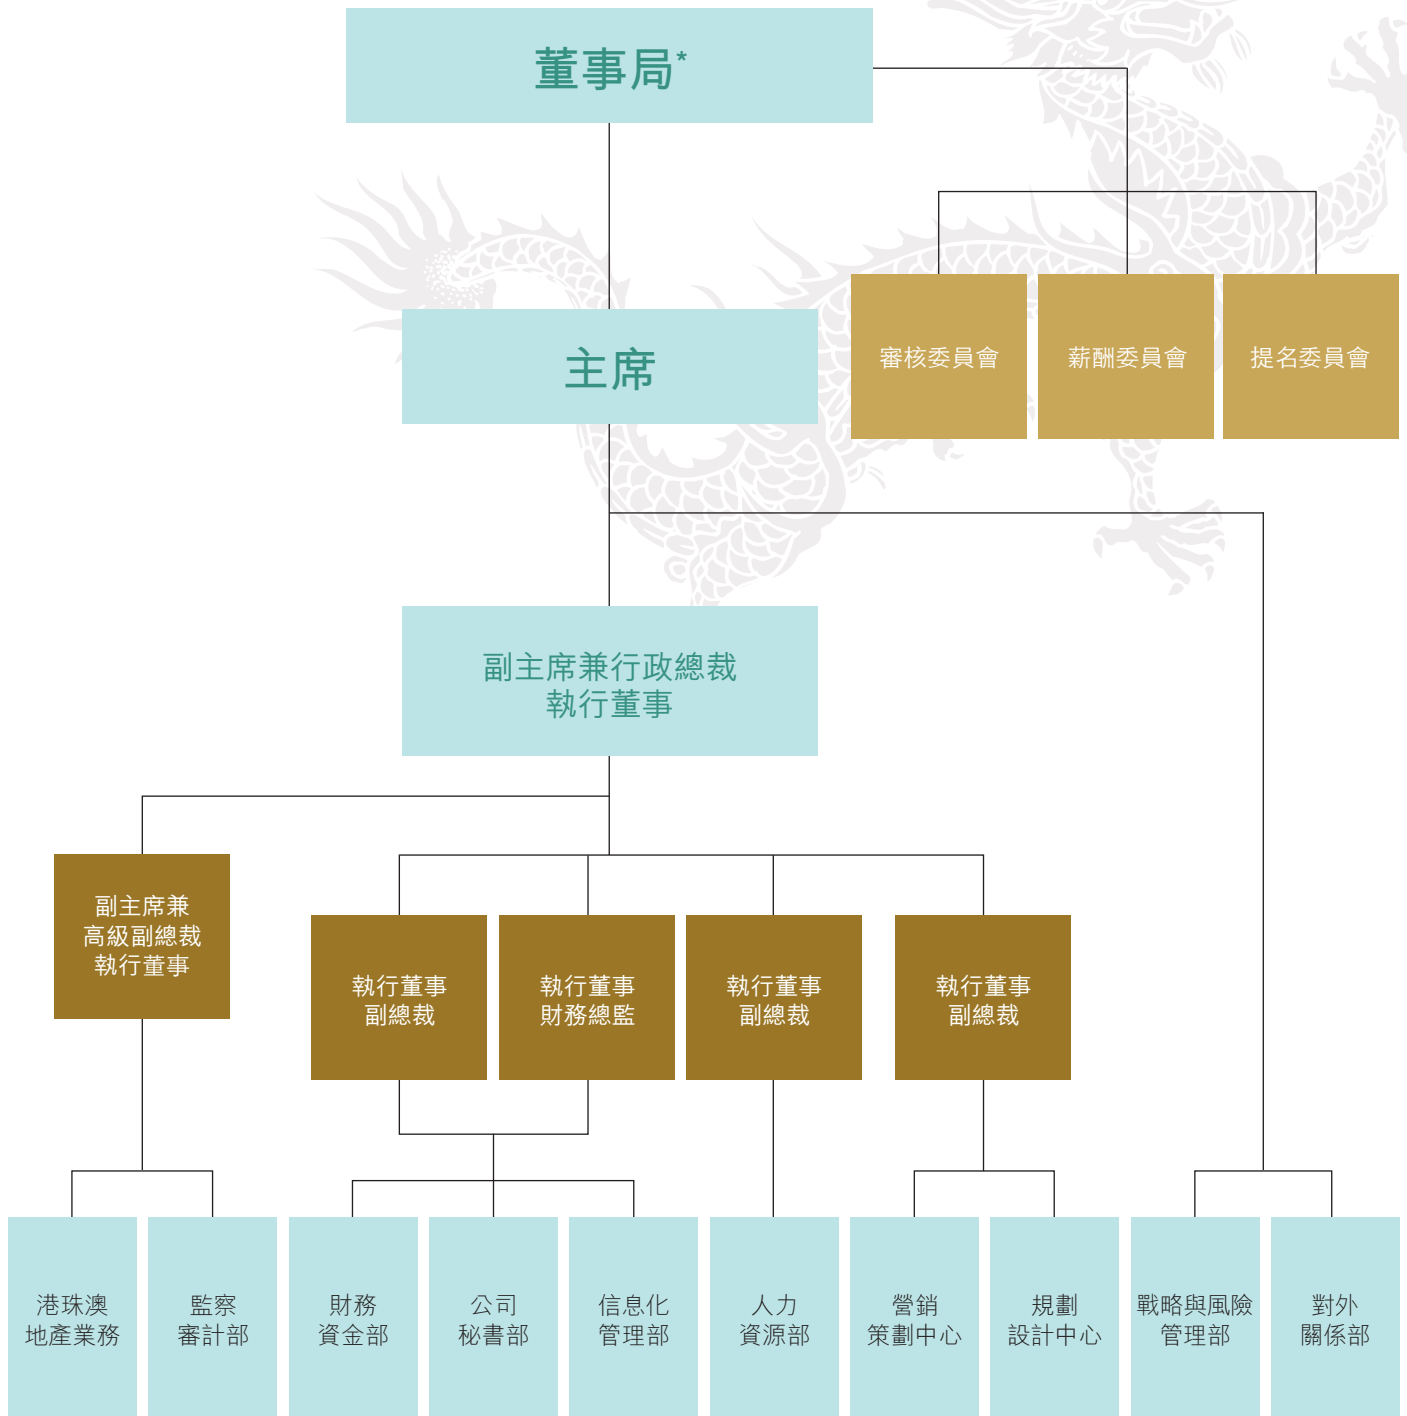 董事局*
主席
審核委員會
薪酬委員會
提名委員會
副主席兼行政總裁
執行董事
副主席兼
高級副總裁
執行董事
執行董事
副總裁
執行董事
財務總監
執行董事
副總裁
執行董事
副總裁
港珠澳
地產業務
監察
審計部
財務
資金部
公司
秘書部
信息化
管理部
人力
資源部
營銷
策劃中心
規劃
設計中心
戰略與風險
管理部
對外
關係部